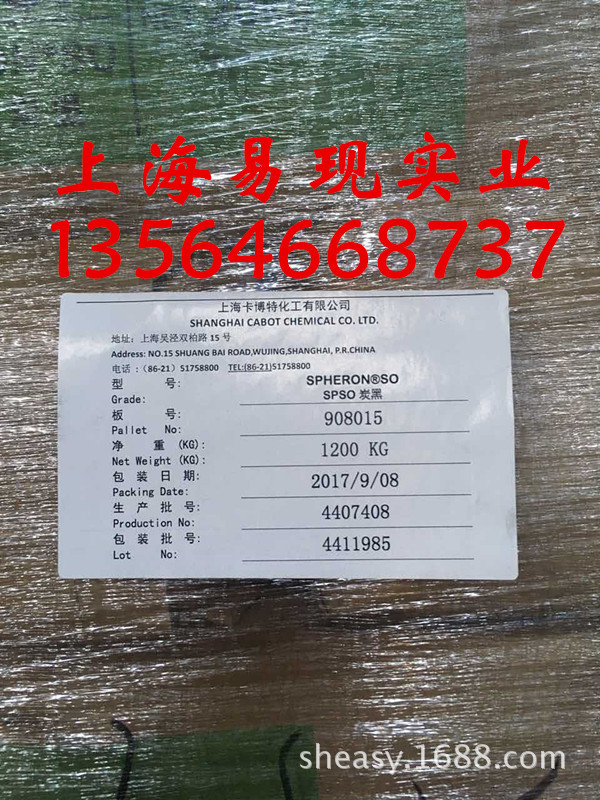 上海易现实业
13564668737
上海卡博特化工有限公司
SHANGHAI CABOT CHEMICAL CO. LTD.
地址：上海吴泾双柏路 15 号
Address: NO.15 SHUANG BAI ROAD,WUJING,SHANGHAI, P.R.CHINA
电话：(86-21) 51758800 TEL:(86-21)51758800
型 号: SPHERON®SO
Grade: SPSO 炭黑
板 号: 908015
Pallet No:
净 重 (KG): 1200 KG
Net Weight (KG):
包 装 日 期: 2017/9/08
Packing Date:
生 产 批 号: 4407408
Production No:
包 装 批 号: 4411985
Lot No:
sheasy.1688.com